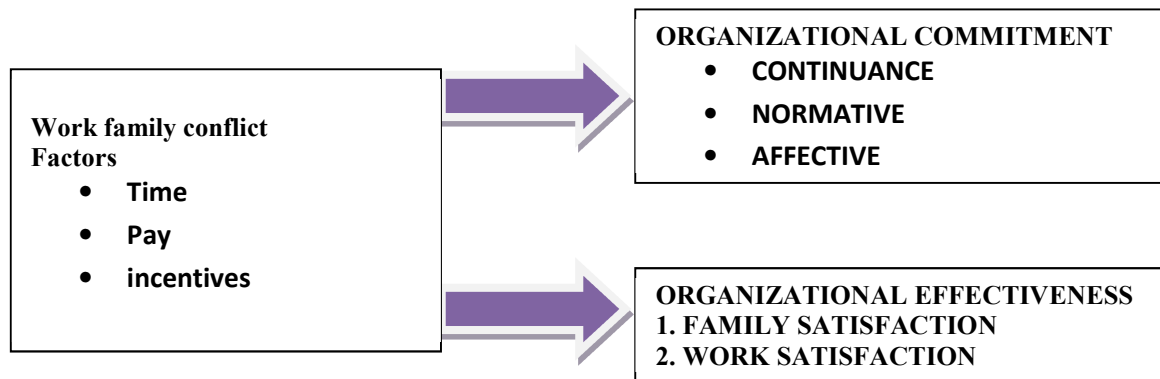 Work family conflict
Factors
• Time
• Pay
• incentives
ORGANIZATIONAL COMMITMENT
• CONTINUANCE
• NORMATIVE
• AFFECTIVE
ORGANIZATIONAL EFFECTIVENESS
1. FAMILY SATISFACTION
2. WORK SATISFACTION